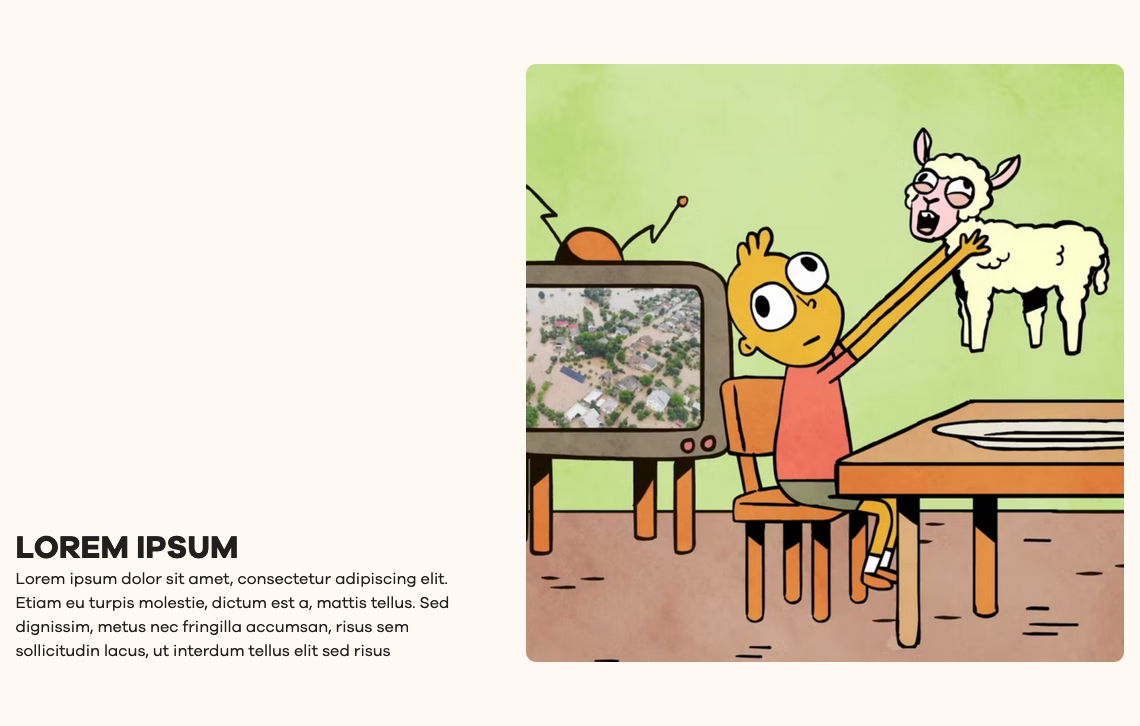 LOREM IPSUM
Lorem ipsum dolor sit amet, consectetur adipiscing elit.
Etiam eu turpis molestie, dictum est a, mattis tellus. Sed
dignissim, metus nec fringilla accumsan, risus sem
sollicitudin lacus, ut interdum tellus elit sed risus